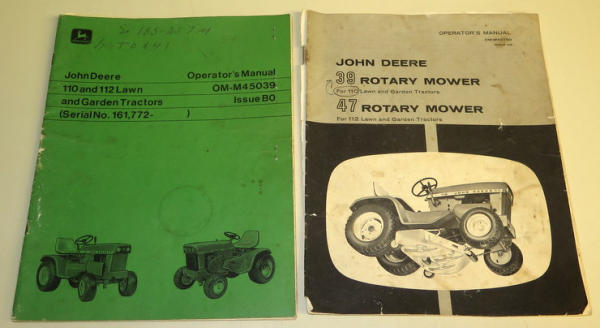 John Deere
110 and 112 Lawn
and Garden Tractors
(Serial No. 161,772- )
Operator's Manual
OM-M45039
Issue B0
OPERATOR'S MANUAL
JOHN DEERE
39 ROTARY MOWER
For 110 Lawn and Garden Tractors
47 ROTARY MOWER
For 112 Lawn and Garden Tractors
JOHN DEERE